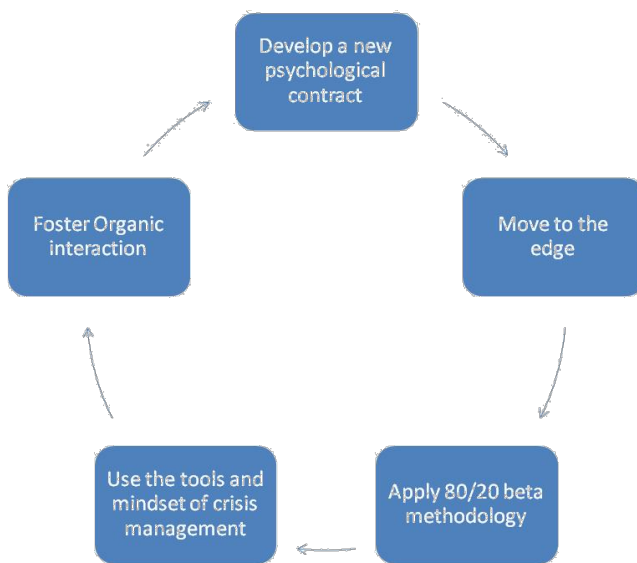 Develop a new
psychological
contract
Move to the
edge
Apply 80/20 beta
methodology
Use the tools and
mindset of crisis
management
Foster Organic
interaction